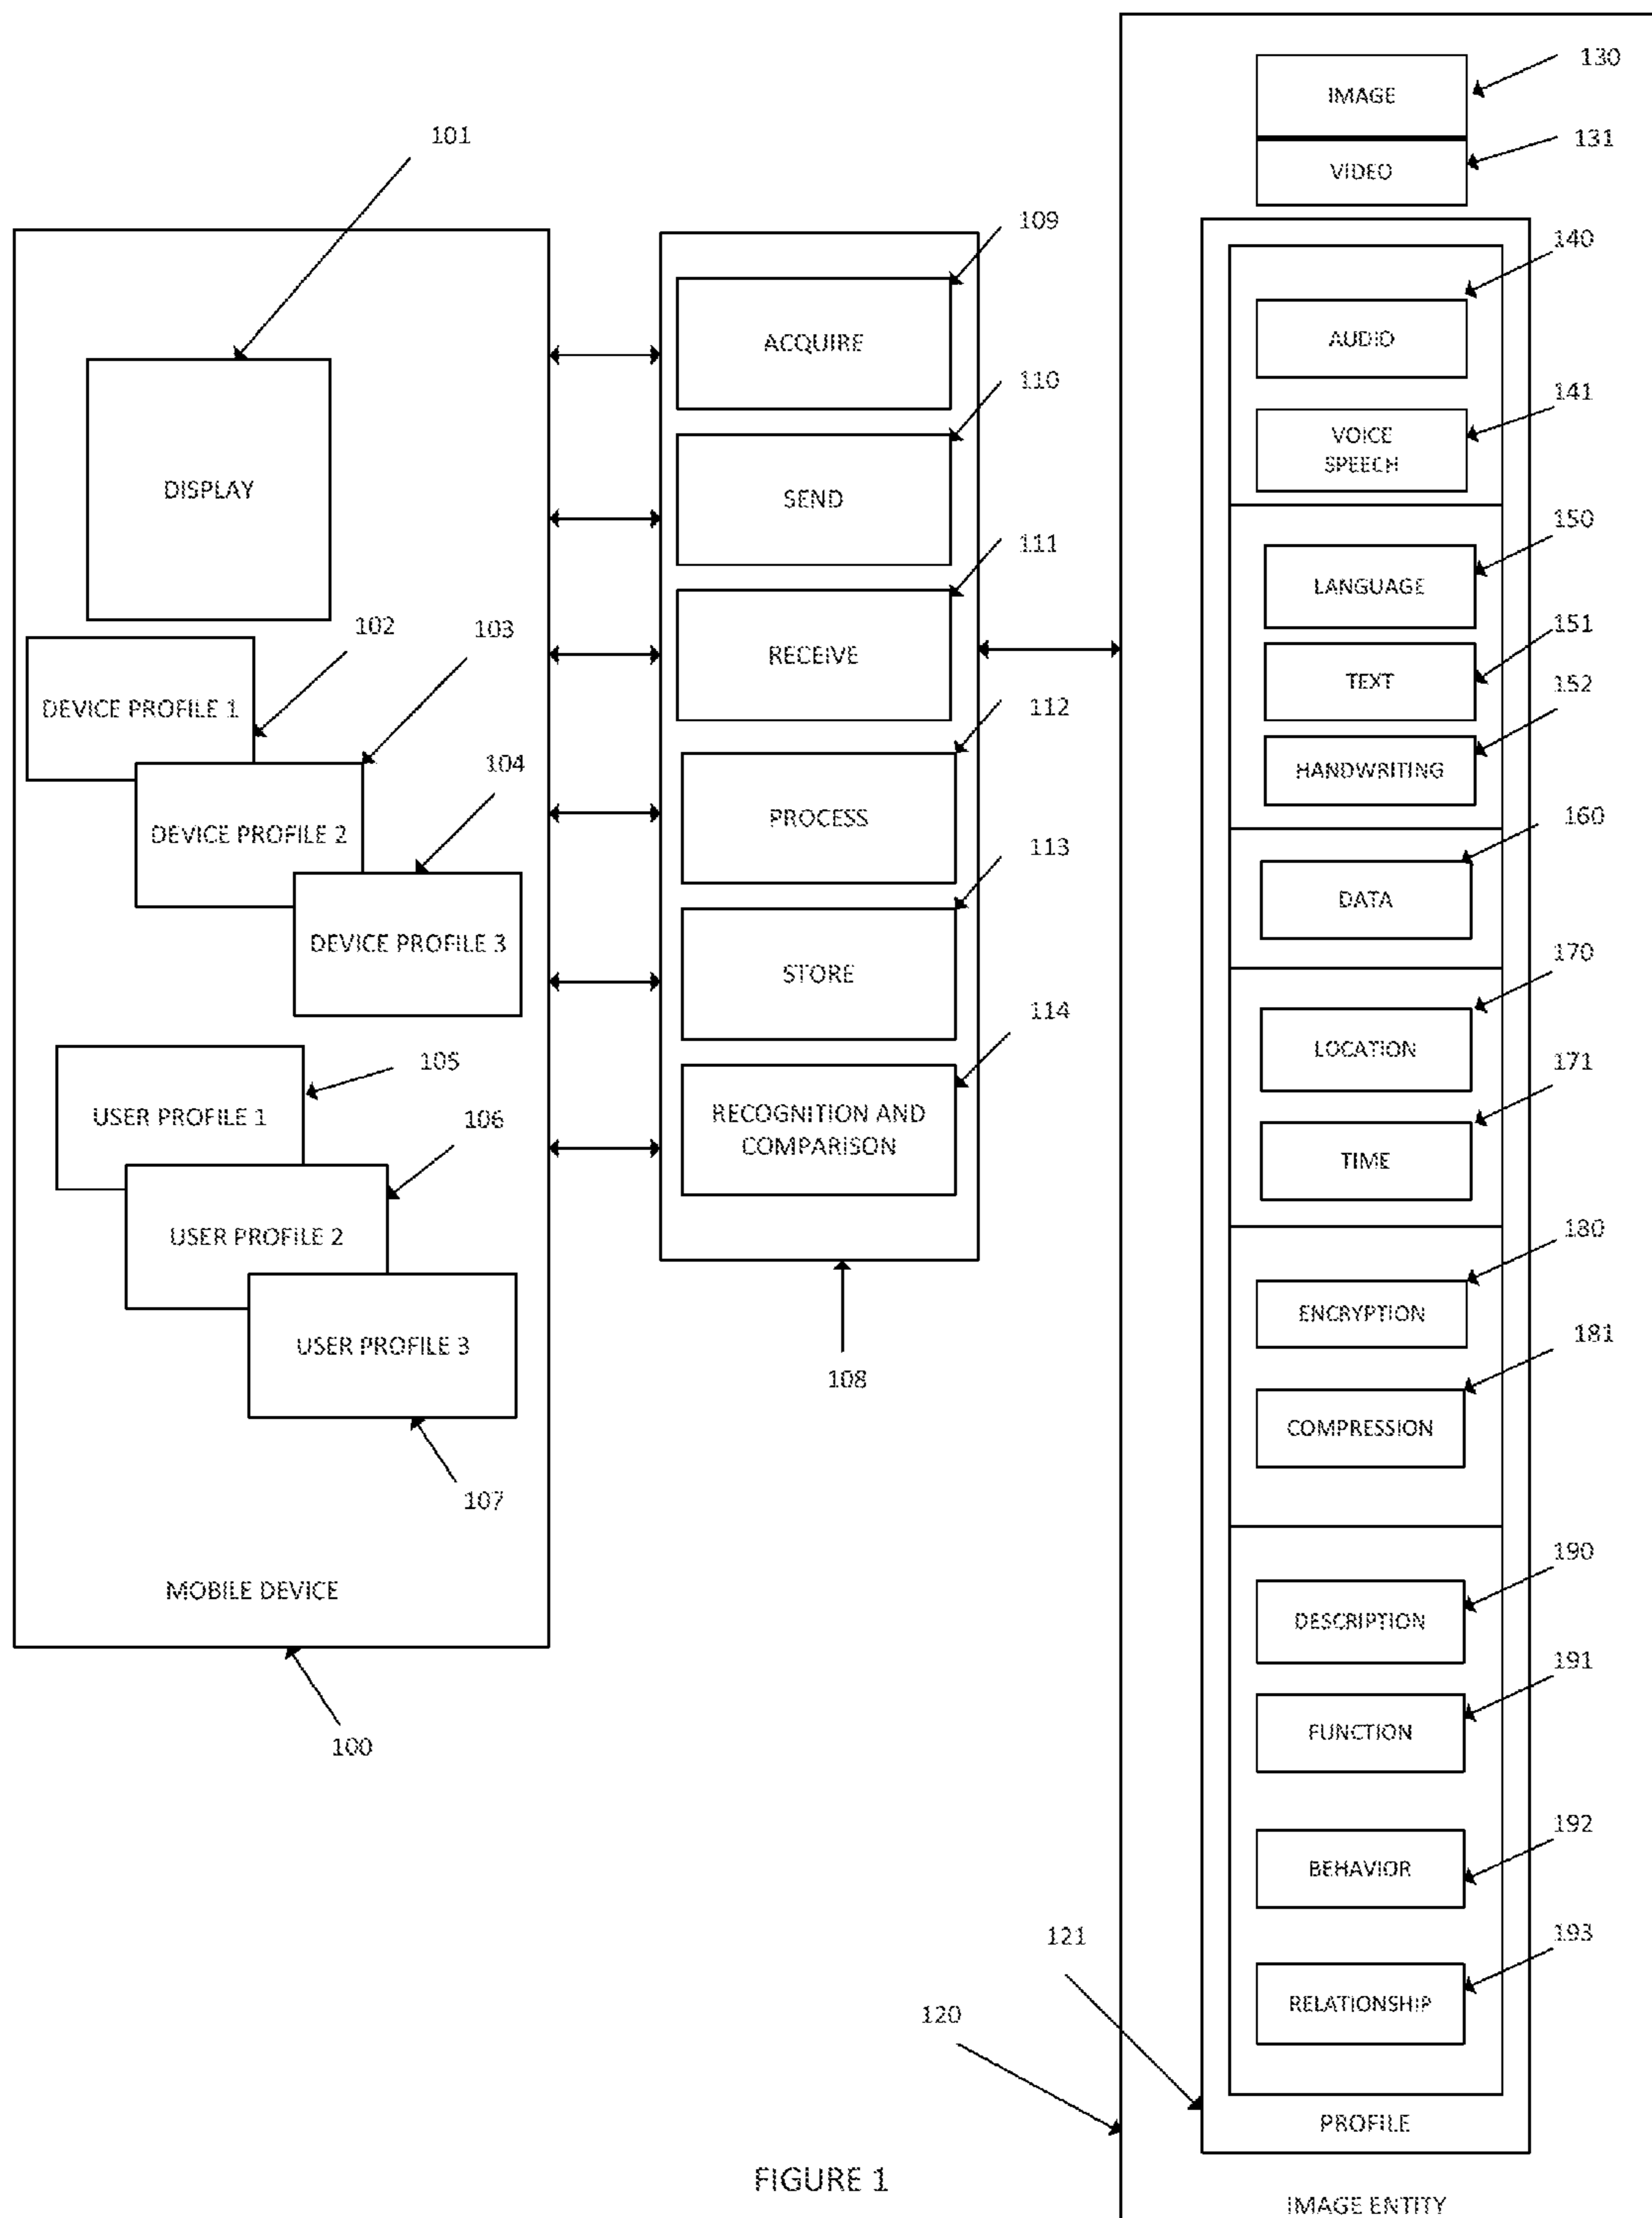 101
DISPLAY
102
103
DEVICE PROFILE 1
104
DEVICE PROFILE 2
DEVICE PROFILE 3
105
USER PROFILE 1
106
USER PROFILE 2
USER PROFILE 3
107
MOBILE DEVICE
100
109
ACQUIRE
110
SEND
111
RECEIVE
112
PROCESS
113
STORE
114
RECOGNITION AND
COMPARISON
108
130
IMAGE
131
VIDEO
140
AUDIO
141
VOICE
SPEECH
150
LANGUAGE
151
TEXT
152
HANDWRITING
160
DATA
170
LOCATION
171
TIME
180
ENCRYPTION
181
COMPRESSION
190
DESCRIPTION
191
FUNCTION
192
BEHAVIOR
193
RELATIONSHIP
121
120
PROFILE
IMAGE ENTITY
FIGURE 1